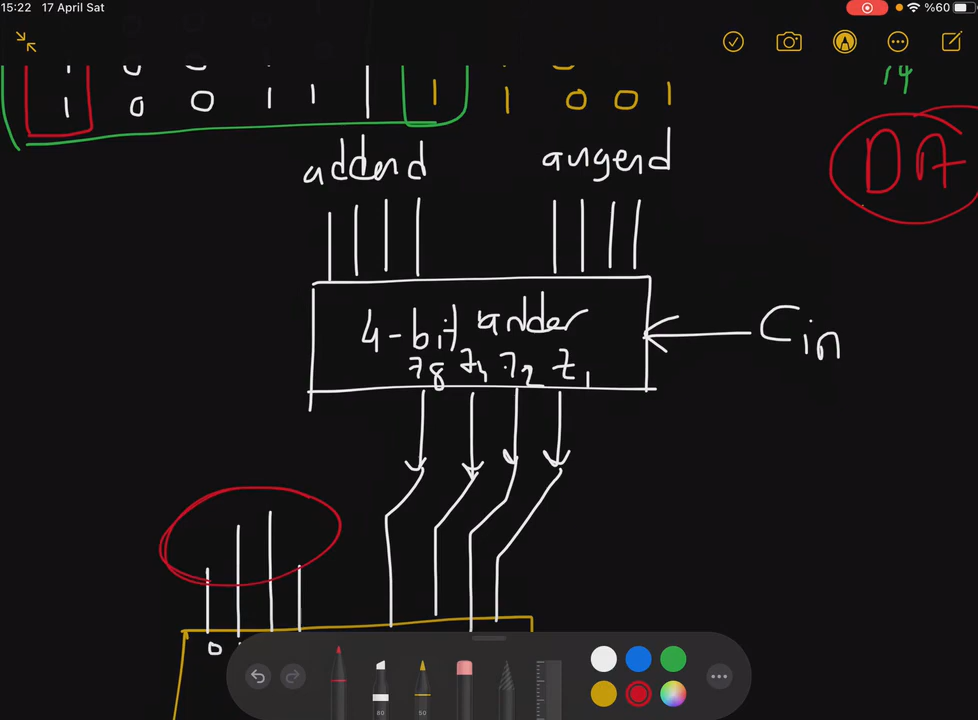 15:22 17 April Sat %60
1 0 0 1 1 1 1 1 0 0 1
14
addend augend
DA
4-bit adder
Cin
z8 z4 z2 z1
0
80 50